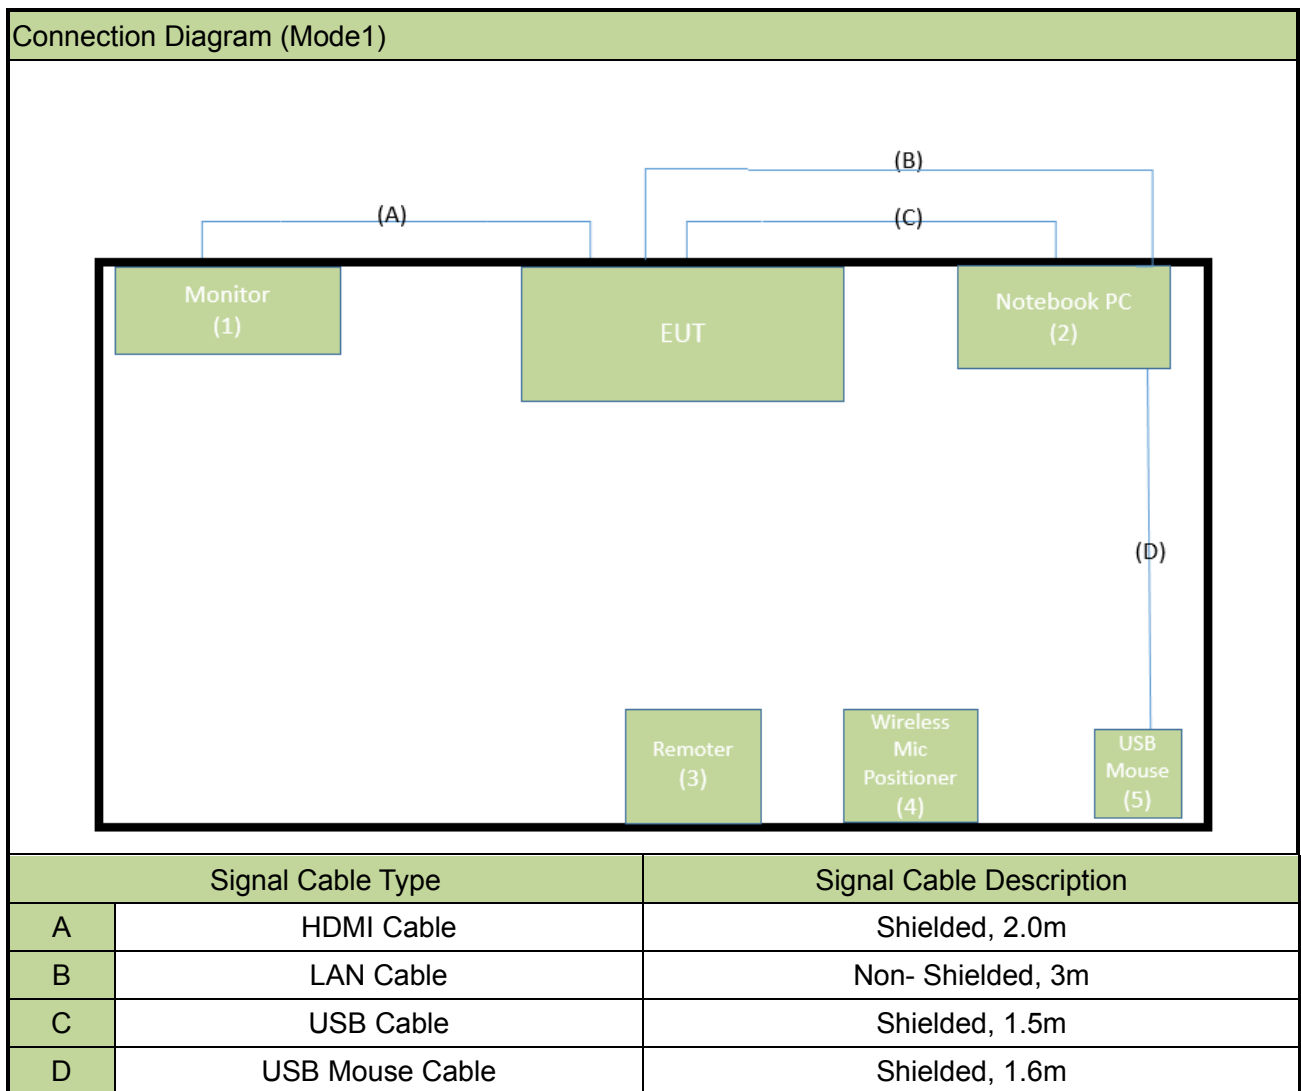 Connection Diagram (Mode1)
(B)
(A)
(C)
Monitor
(1)
EUT
Notebook PC
(2)
(D)
Remoter
(3)
Wireless
Mic
Positioner
(4)
USB
Mouse
(5)
Signal Cable Type Signal Cable Description
A HDMI Cable Shielded, 2.0m
B LAN Cable Non- Shielded, 3m
C USB Cable Shielded, 1.5m
D USB Mouse Cable Shielded, 1.6m